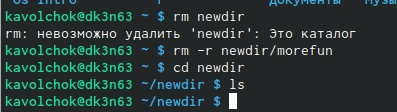 документы
kavolchok@dk3n63 ~ $ rm newdir
rm: невозможно удалить 'newdir': Это каталог
kavolchok@dk3n63 ~ $ rm -r newdir/morefun
kavolchok@dk3n63 ~ $ cd newdir
kavolchok@dk3n63 ~/newdir $ ls
kavolchok@dk3n63 ~/newdir $